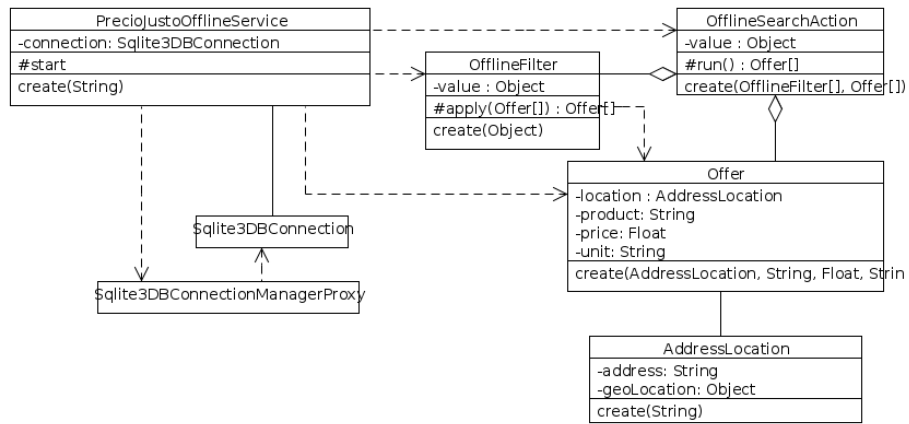 PrecioJustoOfflineService
-connection: Sqlite3DBConnection
#start
create(String)
OfflineSearchAction
-value : Object
#run() : Offer[]
create(OfflineFilter[], Offer[])
OfflineFilter
-value : Object
#apply(Offer[]) : Offer[]
create(Object)
Offer
-location : AddressLocation
-product: String
-price: Float
-unit: String
create(AddressLocation, String, Float, Strin
Sqlite3DBConnection
Sqlite3DBConnectionManagerProxy
AddressLocation
-address: String
-geoLocation: Object
create(String)